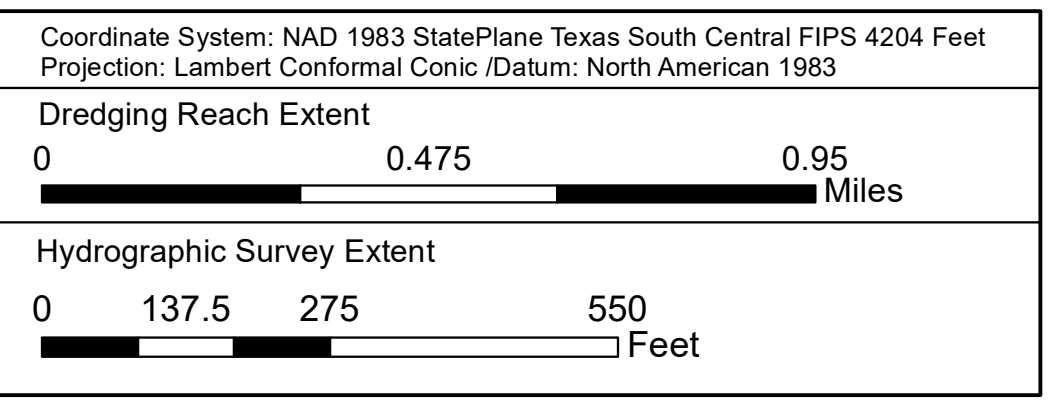 Coordinate System: NAD 1983 StatePlane Texas South Central FIPS 4204 Feet
Projection: Lambert Conformal Conic /Datum: North American 1983
Dredging Reach Extent
0 0.475 0.95
Miles
Hydrographic Survey Extent
0 137.5 275 550
Feet